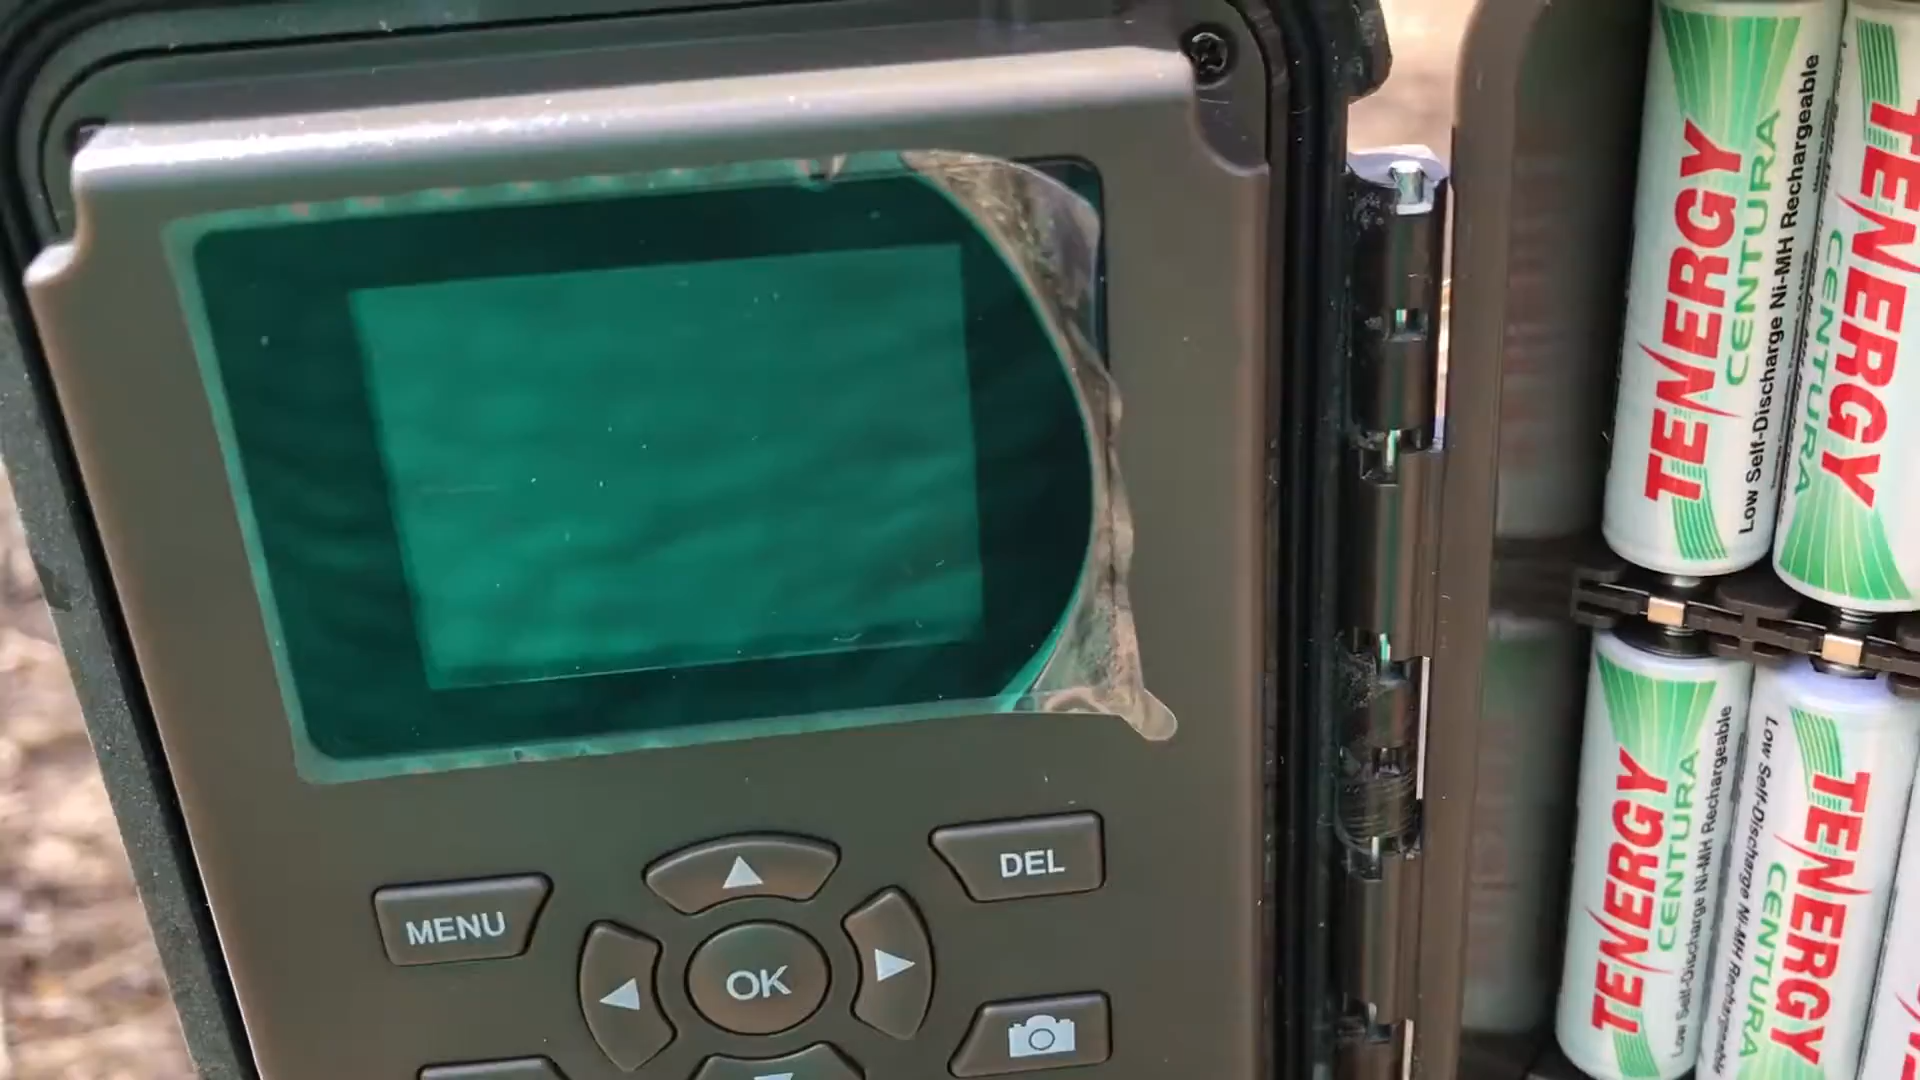 MENU
DEL
OK
TENERGY
CENTURA
Low Self-Discharge Ni-MH Rechargeable
TENERGY
CENTURA
TENERGY
CENTURA
Low Self-Discharge Ni-MH Rechargeable
Low Self-Discharge Ni-MH Rechargeable
TENERGY
CENTURA